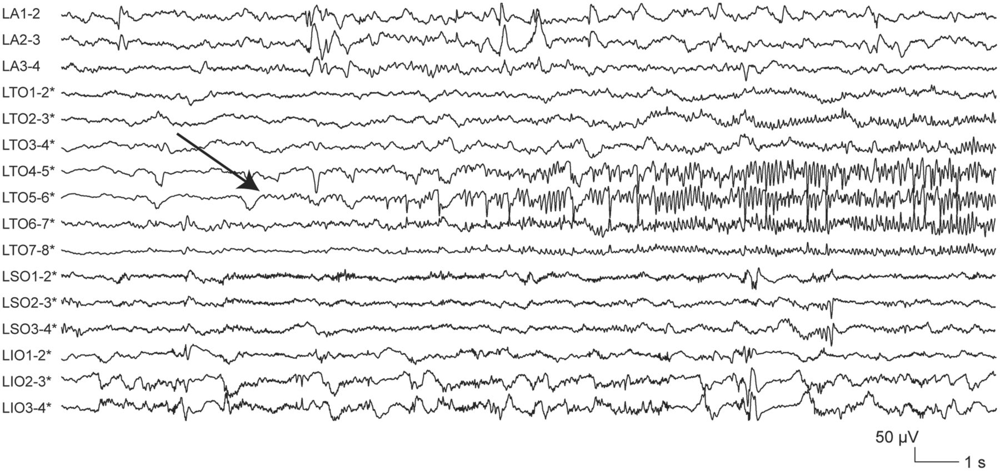 LA1-2
LA2-3
LA3-4
LTO1-2*
LTO2-3*
LTO3-4*
LTO4-5*
LTO5-6*
LTO6-7*
LTO7-8*
LSO1-2*
LSO2-3*
LSO3-4*
LIO1-2*
LIO2-3*
LIO3-4*
50 µV
1 s